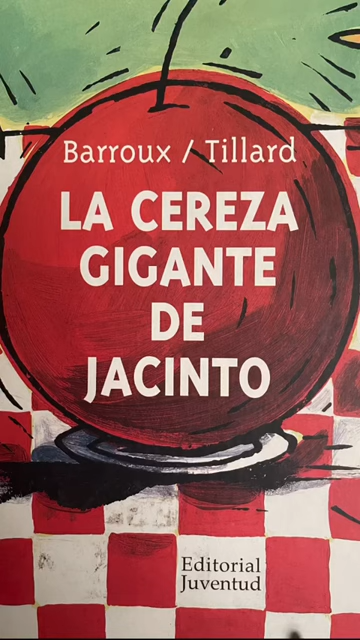 Barroux / Tillard
LA CEREZA
GIGANTE
DE
JACINTO
Editorial
Juventud